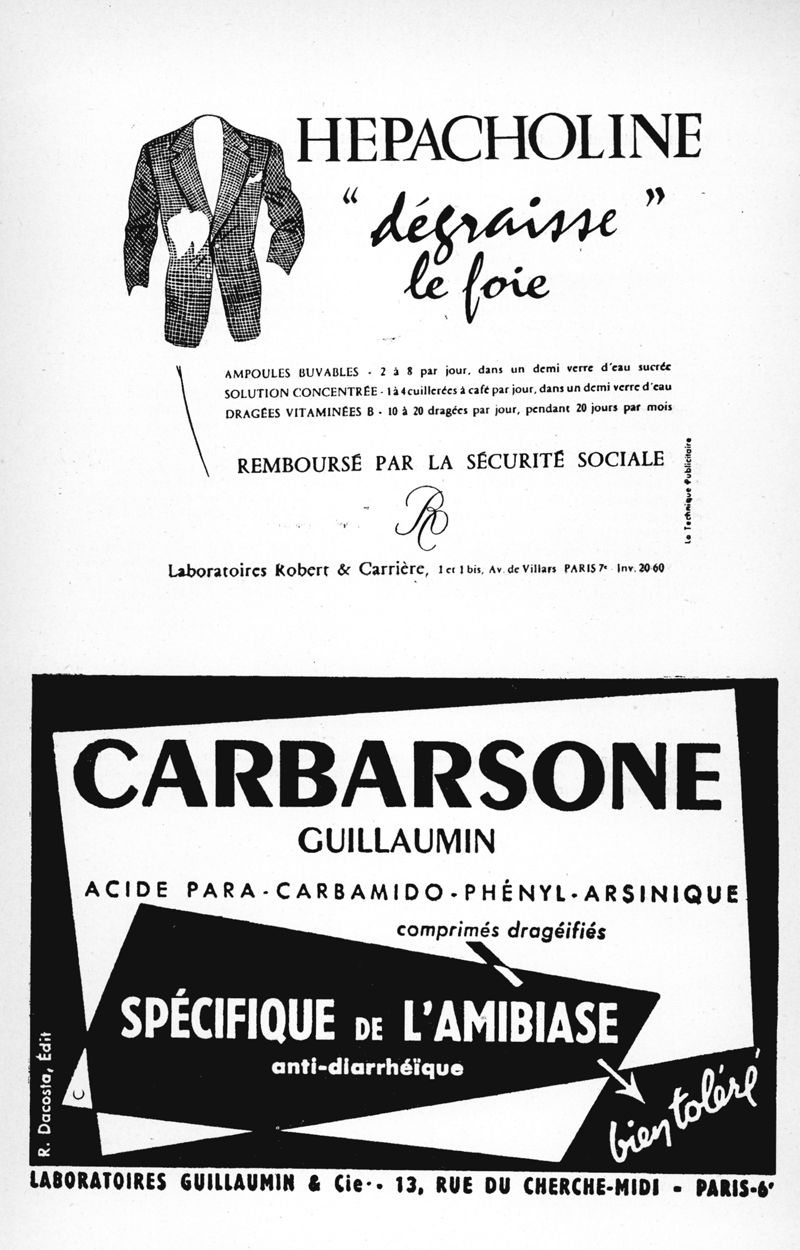 HEPACHOLINE
"dégraisse"
le foie
AMPOULES BUVABLES - 2 à 8 par jour, dans un demi verre d'eau sucrée
SOLUTION CONCENTRÉE - 1 à 4 cuillerées à café par jour, dans un demi verre d'eau
DRAGÉES VITAMINÉES B - 10 à 20 dragées par jour, pendant 20 jours par mois
REMBOURSÉ PAR LA SÉCURITÉ SOCIALE
La Technique Publicitaire
RC
Laboratoires Robert & Carrière, 1 et 1 bis, Av. de Villars PARIS 7e - Inv. 20-60
CARBARSONE
GUILLAUMIN
ACIDE PARA-CARBAMIDO-PHÉNYL-ARSINIQUE
comprimés dragéifiés
SPÉCIFIQUE DE L'AMIBIASE
anti-diarrhéïque
bien toléré
R. Dacosta, Édit
LABORATOIRES GUILLAUMIN & Cie - 13, RUE DU CHERCHE-MIDI - PARIS-6e